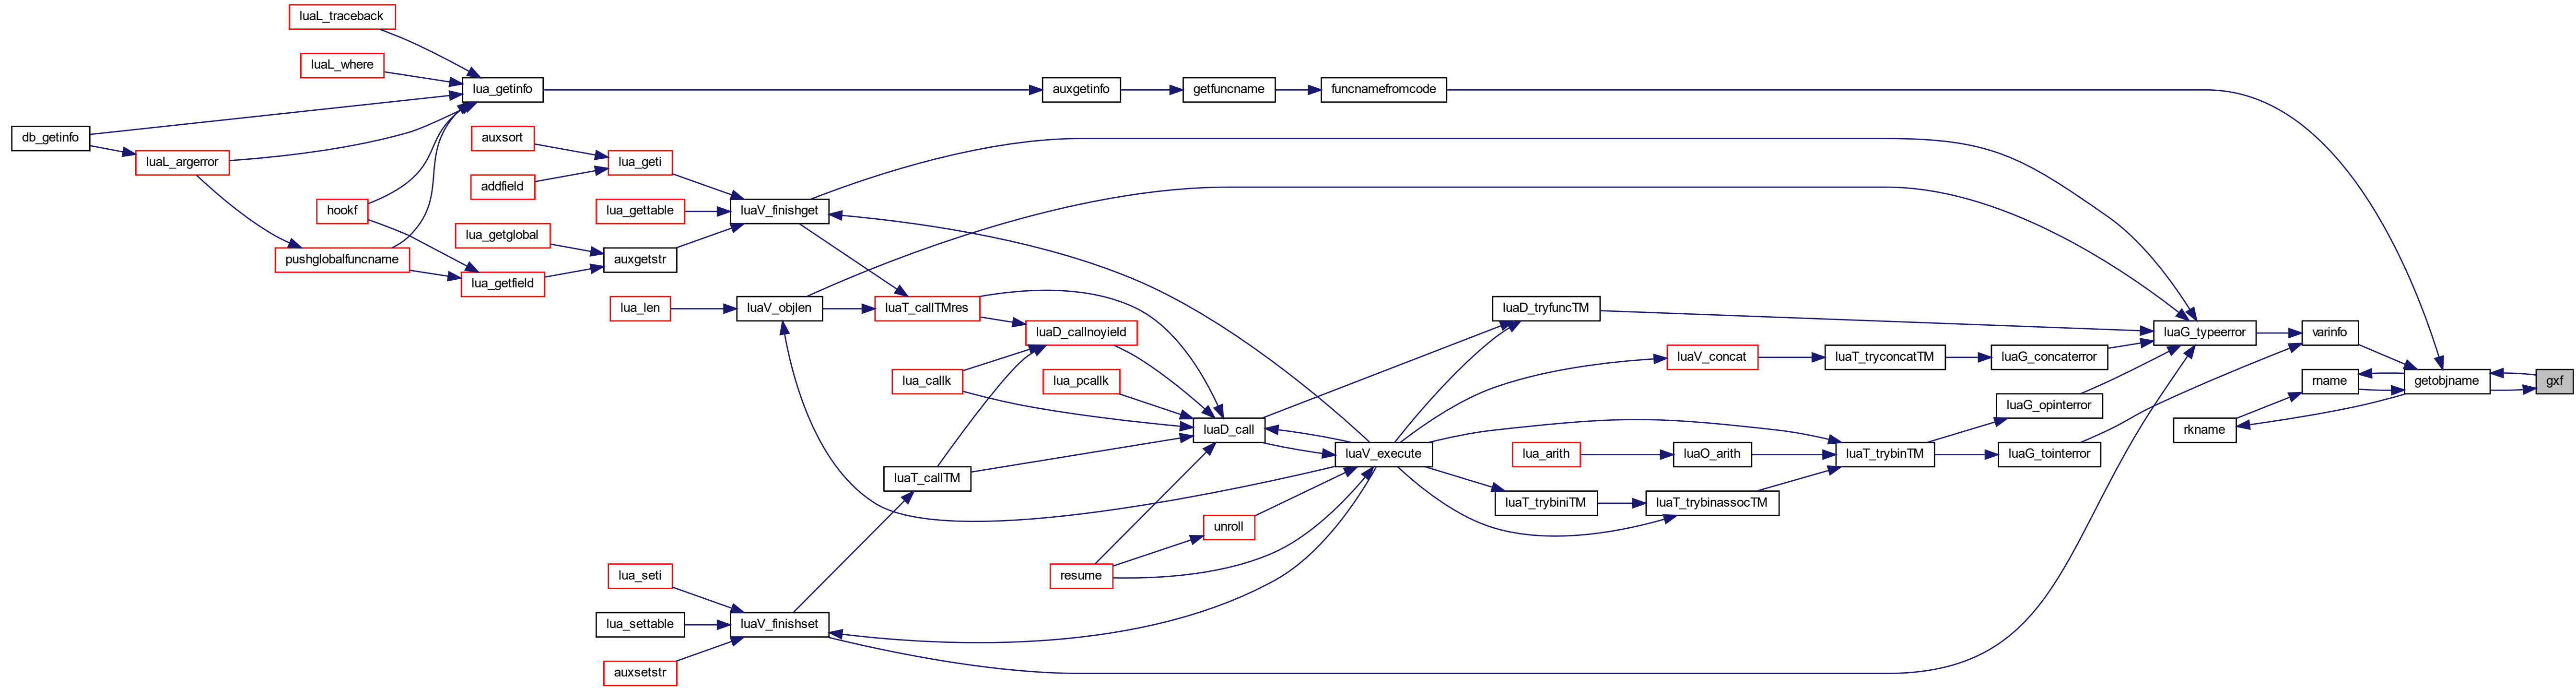 luaL_traceback
luaL_where
lua_getinfo
auxgetinfo
getfuncname
funcnamefromcode
db_getinfo
auxsort
luaL_argerror
lua_geti
addfield
hookf
lua_gettable
luaV_finishget
lua_getglobal
pushglobalfuncname
auxgetstr
lua_getfield
lua_len
luaV_objlen
luaT_callTMres
luaD_tryfuncTM
luaD_callnoyield
luaG_typeerror
varinfo
luaV_concat
luaT_tryconcatTM
luaG_concaterror
lua_callk
lua_pcallk
rname
getobjname
gxf
luaG_opinterror
luaD_call
rkname
luaV_execute
lua_arith
luaO_arith
luaT_trybinTM
luaG_tointerror
luaT_callTM
luaT_trybiniTM
luaT_trybinassocTM
unroll
lua_seti
resume
lua_settable
luaV_finishset
auxsetstr